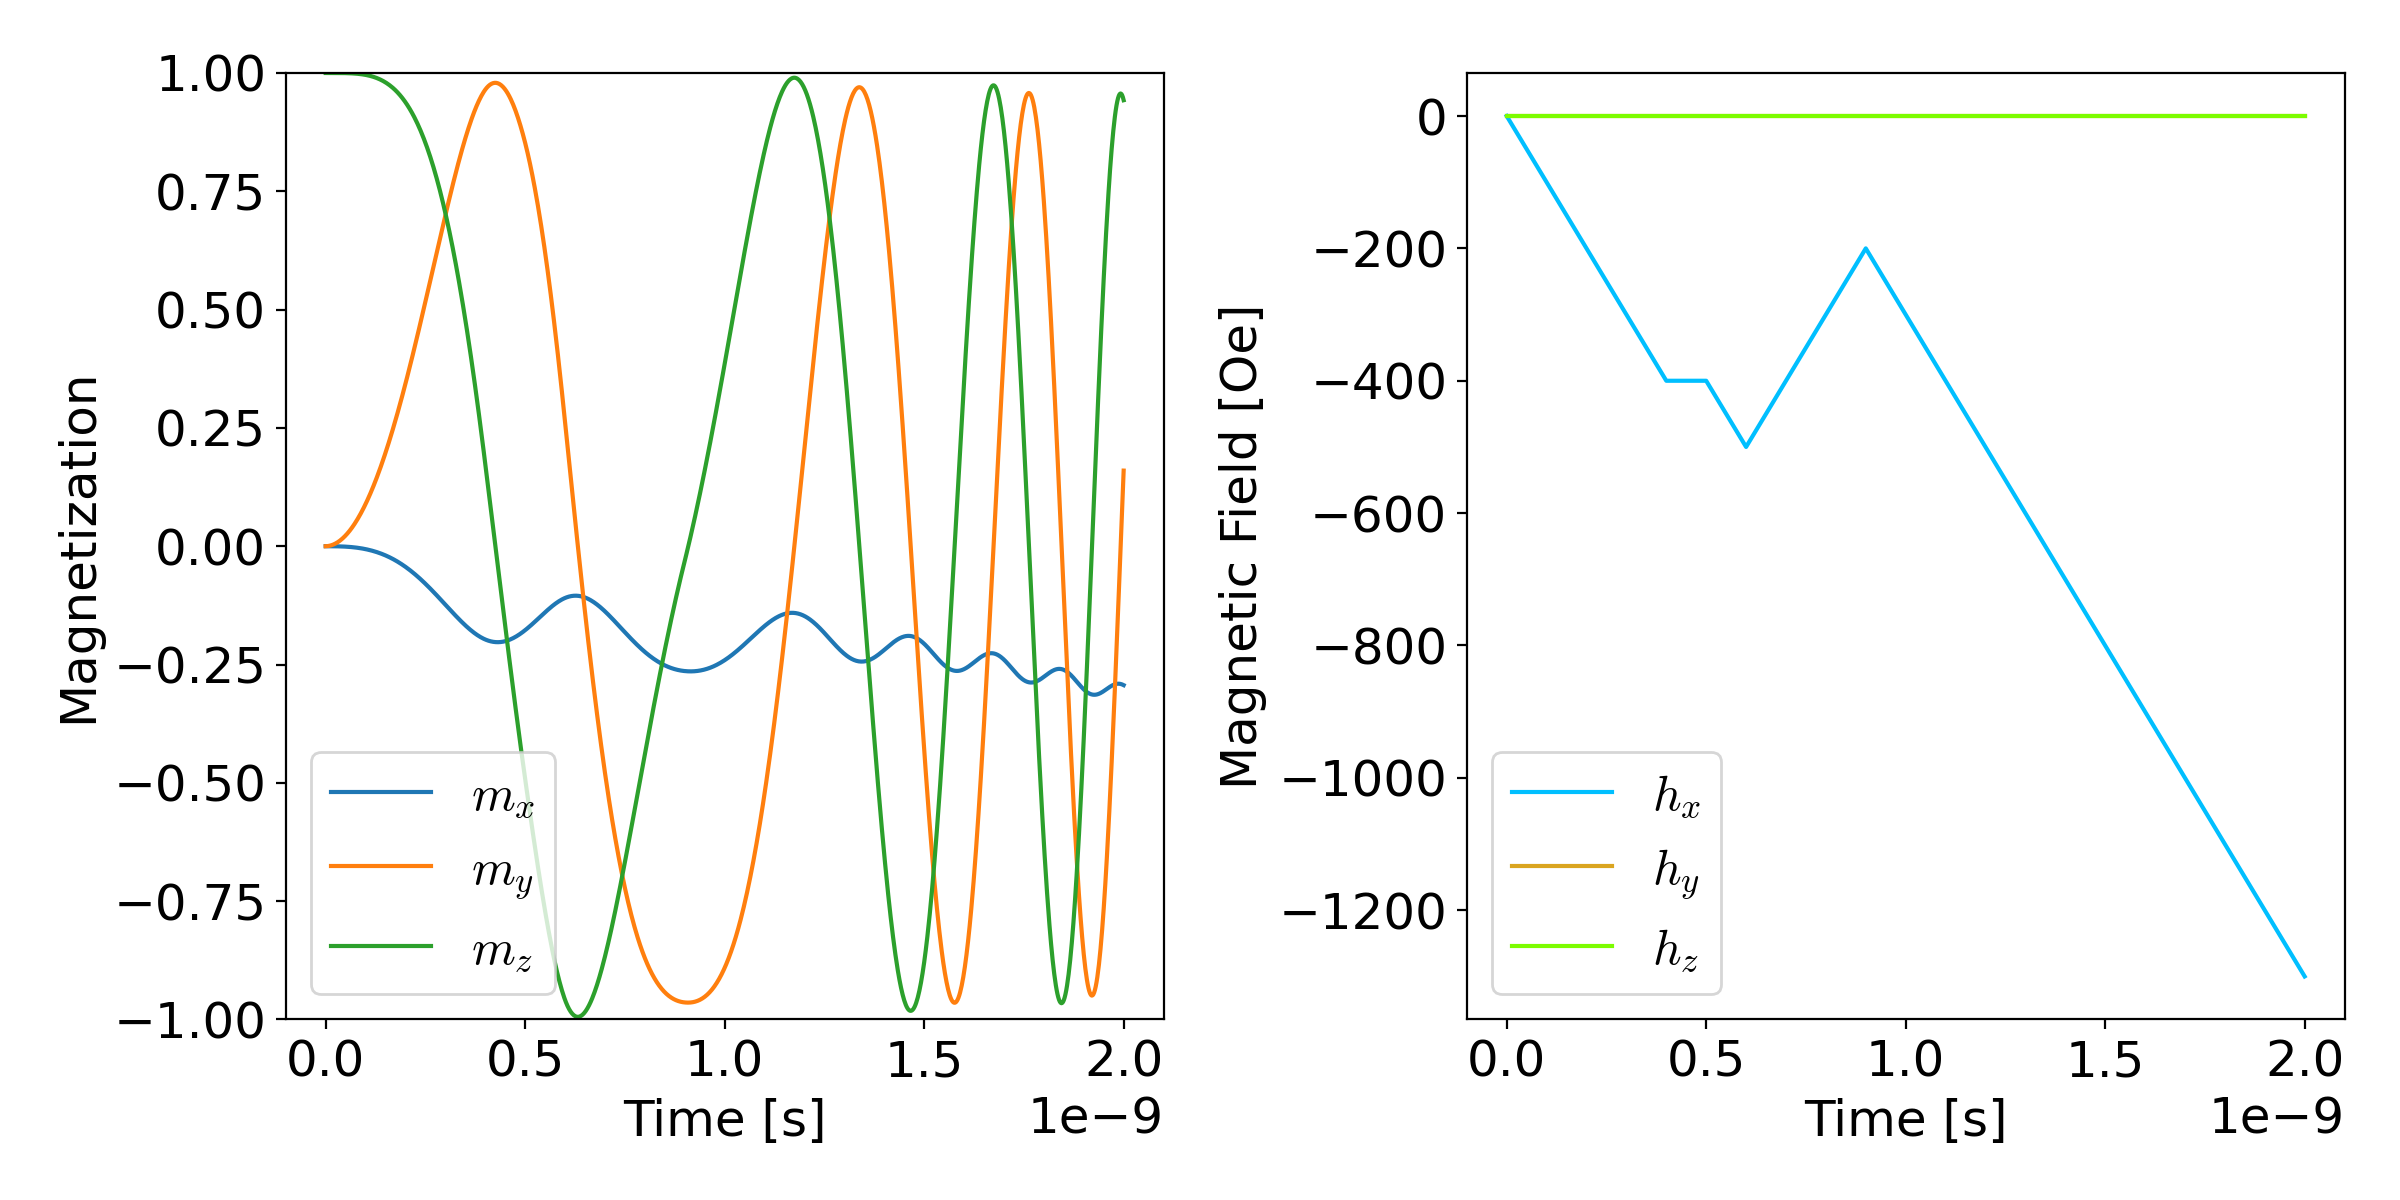 1.00
0.75
0.50
0.25
0.00
−0.25
−0.50
−0.75
−1.00
Magnetization
m_x
m_y
m_z
0.0 0.5 1.0 1.5 2.0
Time [s]
1e−9
0
−200
−400
−600
−800
−1000
−1200
Magnetic Field [Oe]
h_x
h_y
h_z
0.0 0.5 1.0 1.5 2.0
Time [s]
1e−9